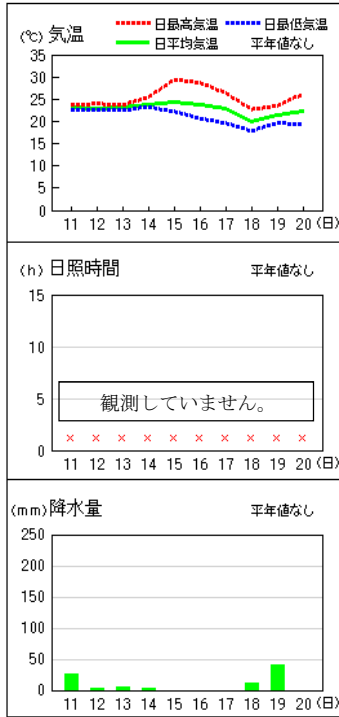 日最高気温 日最低気温
(℃) 気温
日平均気温 平年値なし
35
30
25
20
15
10
5
0
11 12 13 14 15 16 17 18 19 20 (日)
(h) 日照時間 平年値なし
15
10
5
観測していません。
0
11 12 13 14 15 16 17 18 19 20 (日)
(mm) 降水量 平年値なし
250
200
150
100
50
0
11 12 13 14 15 16 17 18 19 20 (日)